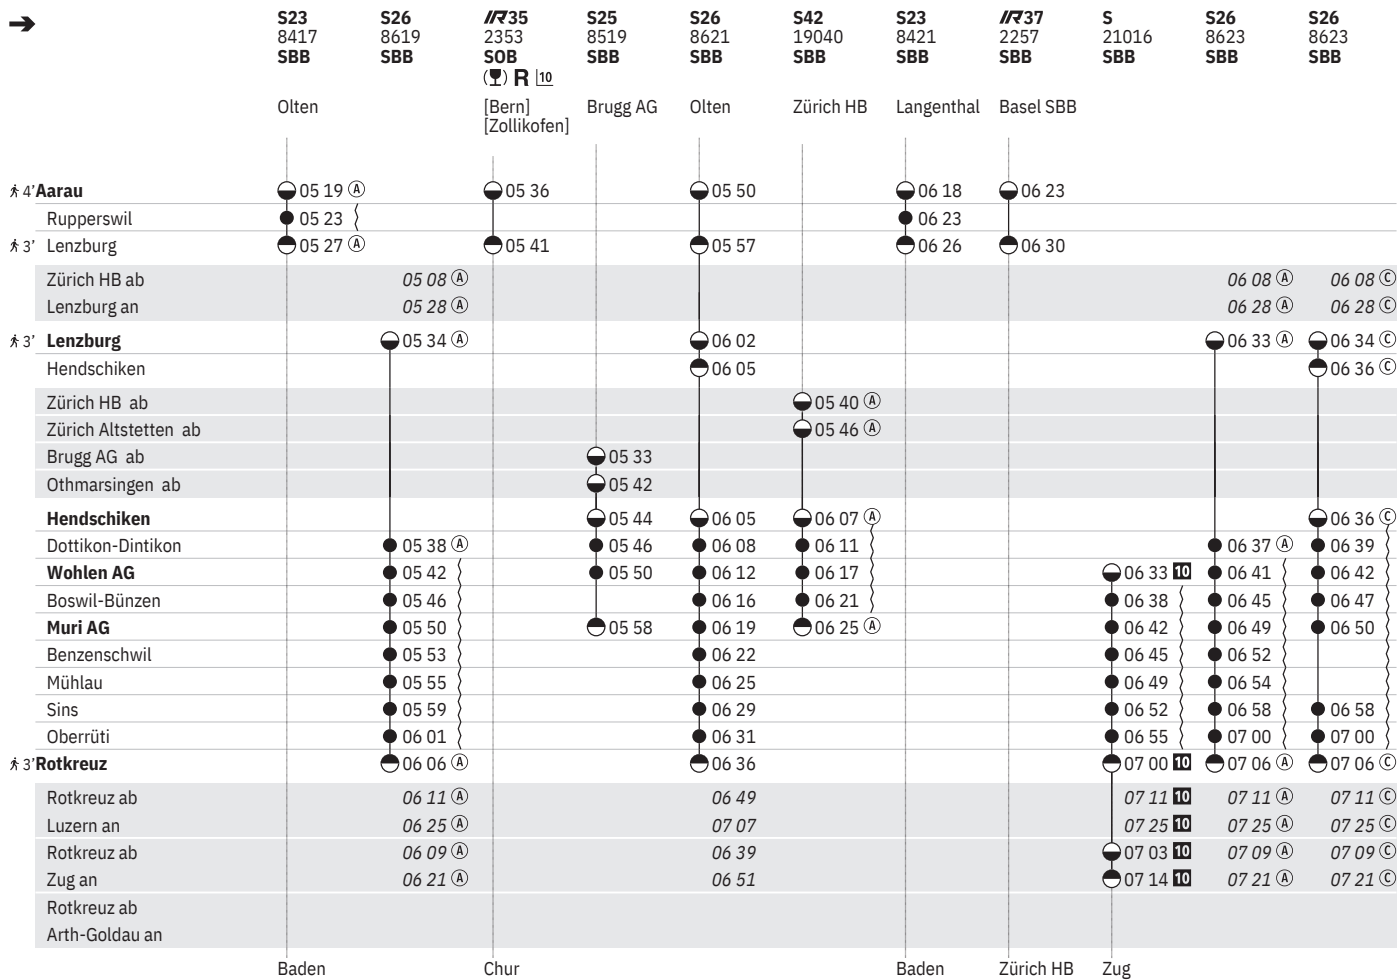 S23 S26 IR35 S25 S26 S42 S23 IR37 S S26 S26
8417 8619 2353 8519 8621 19040 8421 2257 21016 8623 8623
SBB SBB SOB SBB SBB SBB SBB SBB SBB SBB SBB
R 10
Olten [Bern] Brugg AG Olten Zürich HB Langenthal Basel SBB
[Zollikofen]
4' Aarau 05 19 A 05 36 05 50 06 18 06 23
Rupperswil 05 23 06 23
3' Lenzburg 05 27 A 05 41 05 57 06 26 06 30
Zürich HB ab 05 08 A 06 08 A 06 08 C
Lenzburg an 05 28 A 06 28 A 06 28 C
3' Lenzburg 05 34 A 06 02 06 33 A 06 34 C
Hendschiken 06 05 06 36 C
Zürich HB ab 05 40 A
Zürich Altstetten ab 05 46 A
Brugg AG ab 05 33
Othmarsingen ab 05 42
Hendschiken 05 44 06 05 06 07 A 06 36 C
Dottikon-Dintikon 05 38 A 05 46 06 08 06 11 06 37 A 06 39
Wohlen AG 05 42 05 50 06 12 06 17 06 33 10 06 41 06 42
Boswil-Bünzen 05 46 06 16 06 21 06 38 06 45 06 47
Muri AG 05 50 05 58 06 19 06 25 A 06 42 06 49 06 50
Benzenschwil 05 53 06 22 06 45 06 52
Mühlau 05 55 06 25 06 49 06 54
Sins 05 59 06 29 06 52 06 58 06 58
Oberrüti 06 01 06 31 06 55 07 00 07 00
3' Rotkreuz 06 06 A 06 36 07 00 10 07 06 A 07 06 C
Rotkreuz ab 06 11 A 06 49 07 11 10 07 11 A 07 11 C
Luzern an 06 25 A 07 07 07 25 10 07 25 A 07 25 C
Rotkreuz ab 06 09 A 06 39 07 03 10 07 09 A 07 09 C
Zug an 06 21 A 06 51 07 14 10 07 21 A 07 21 C
Rotkreuz ab
Arth-Goldau an
Baden Chur Baden Zürich HB Zug